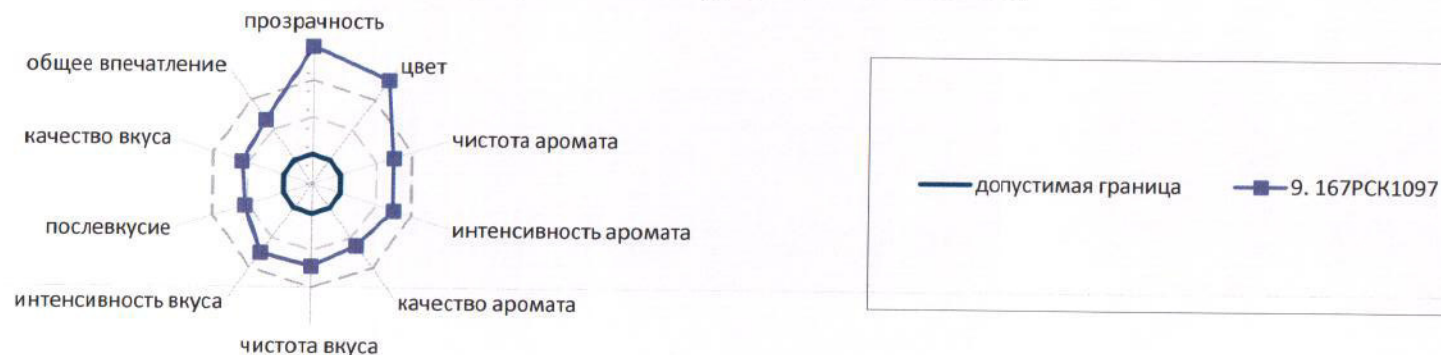 прозрачность
цвет
чистота аромата
интенсивность аромата
качество аромата
чистота вкуса
интенсивность вкуса
послевкусие
качество вкуса
общее впечатление
допустимая граница
9. 167РСК1097